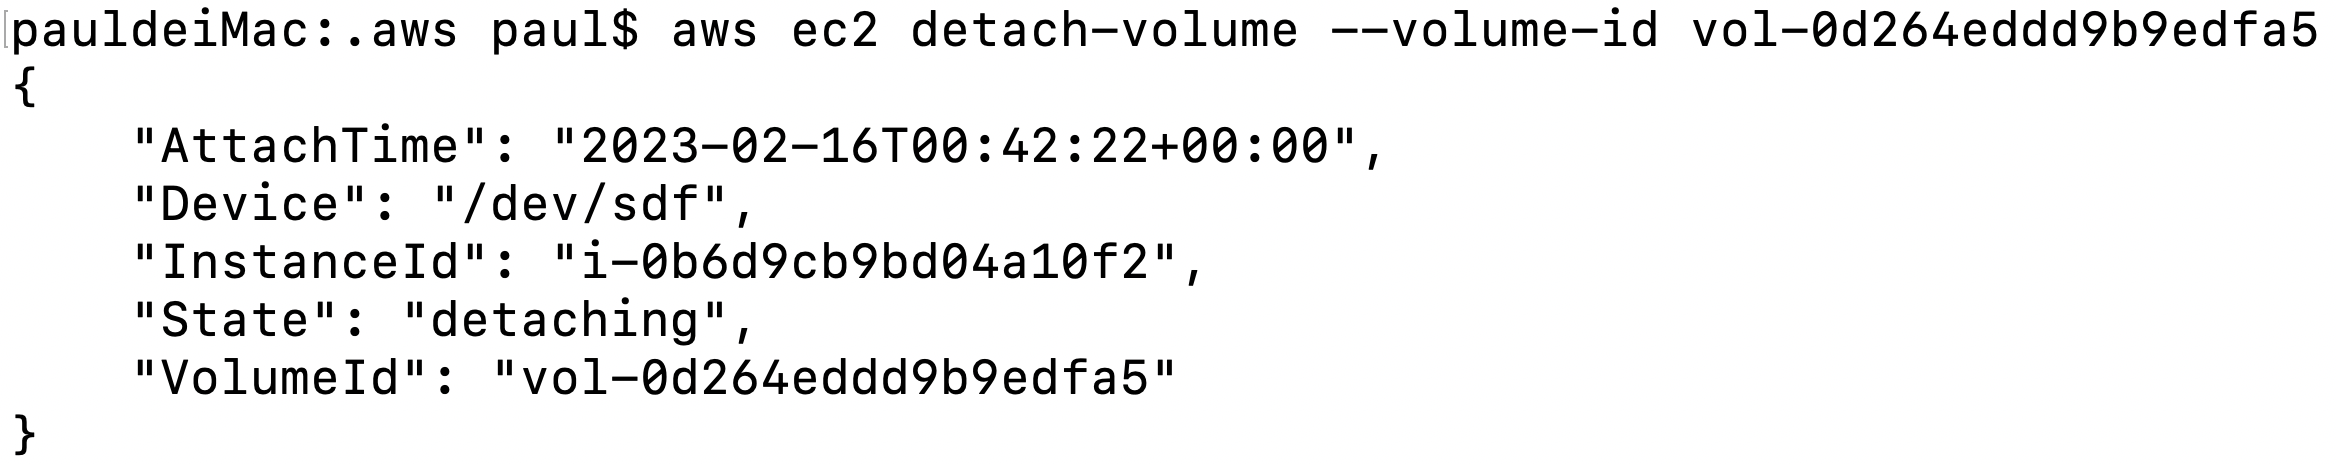 pauldeiMac:.aws paul$ aws ec2 detach-volume --volume-id vol-0d264eddd9b9edfa5
{
    "AttachTime": "2023-02-16T00:42:22+00:00",
    "Device": "/dev/sdf",
    "InstanceId": "i-0b6d9cb9bd04a10f2",
    "State": "detaching",
    "VolumeId": "vol-0d264eddd9b9edfa5"
}